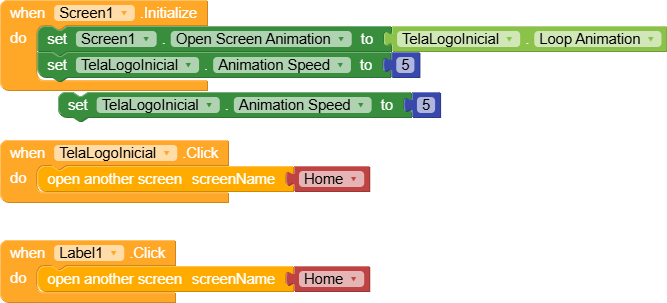 when Screen1 .Initialize
do set Screen1 . Open Screen Animation to TelaLogoInicial . Loop Animation
set TelaLogoInicial . Animation Speed to 5
set TelaLogoInicial . Animation Speed to 5
when TelaLogoInicial .Click
do open another screen screenName Home
when Label1 .Click
do open another screen screenName Home